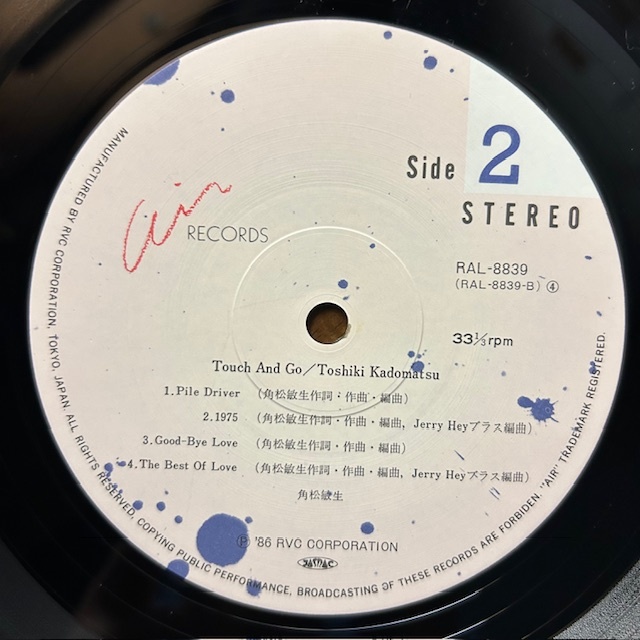 Side 2
STEREO
Air RECORDS
RAL-8839
(RAL-8839-B) ④
33⅓rpm
Touch And Go／Toshiki Kadomatsu
1.Pile Driver （角松敏生作詞・作曲・編曲）
2.1975 （角松敏生作詞・作曲・編曲, Jerry Heyブラス編曲）
3.Good-Bye Love （角松敏生作詞・作曲・編曲）
4.The Best Of Love （角松敏生作詞・作曲・編曲, Jerry Heyブラス編曲）
角松敏生
Ⓟ '86 RVC CORPORATION
JASRAC
MANUFACTURED BY RVC CORPORATION, TOKYO, JAPAN. ALL RIGHTS RESERVED, COPYING PUBLIC PERFORMANCE, BROADCASTING OF THESE RECORDS ARE FORBIDEN. "AIR" TRADEMARK REGISTERED.